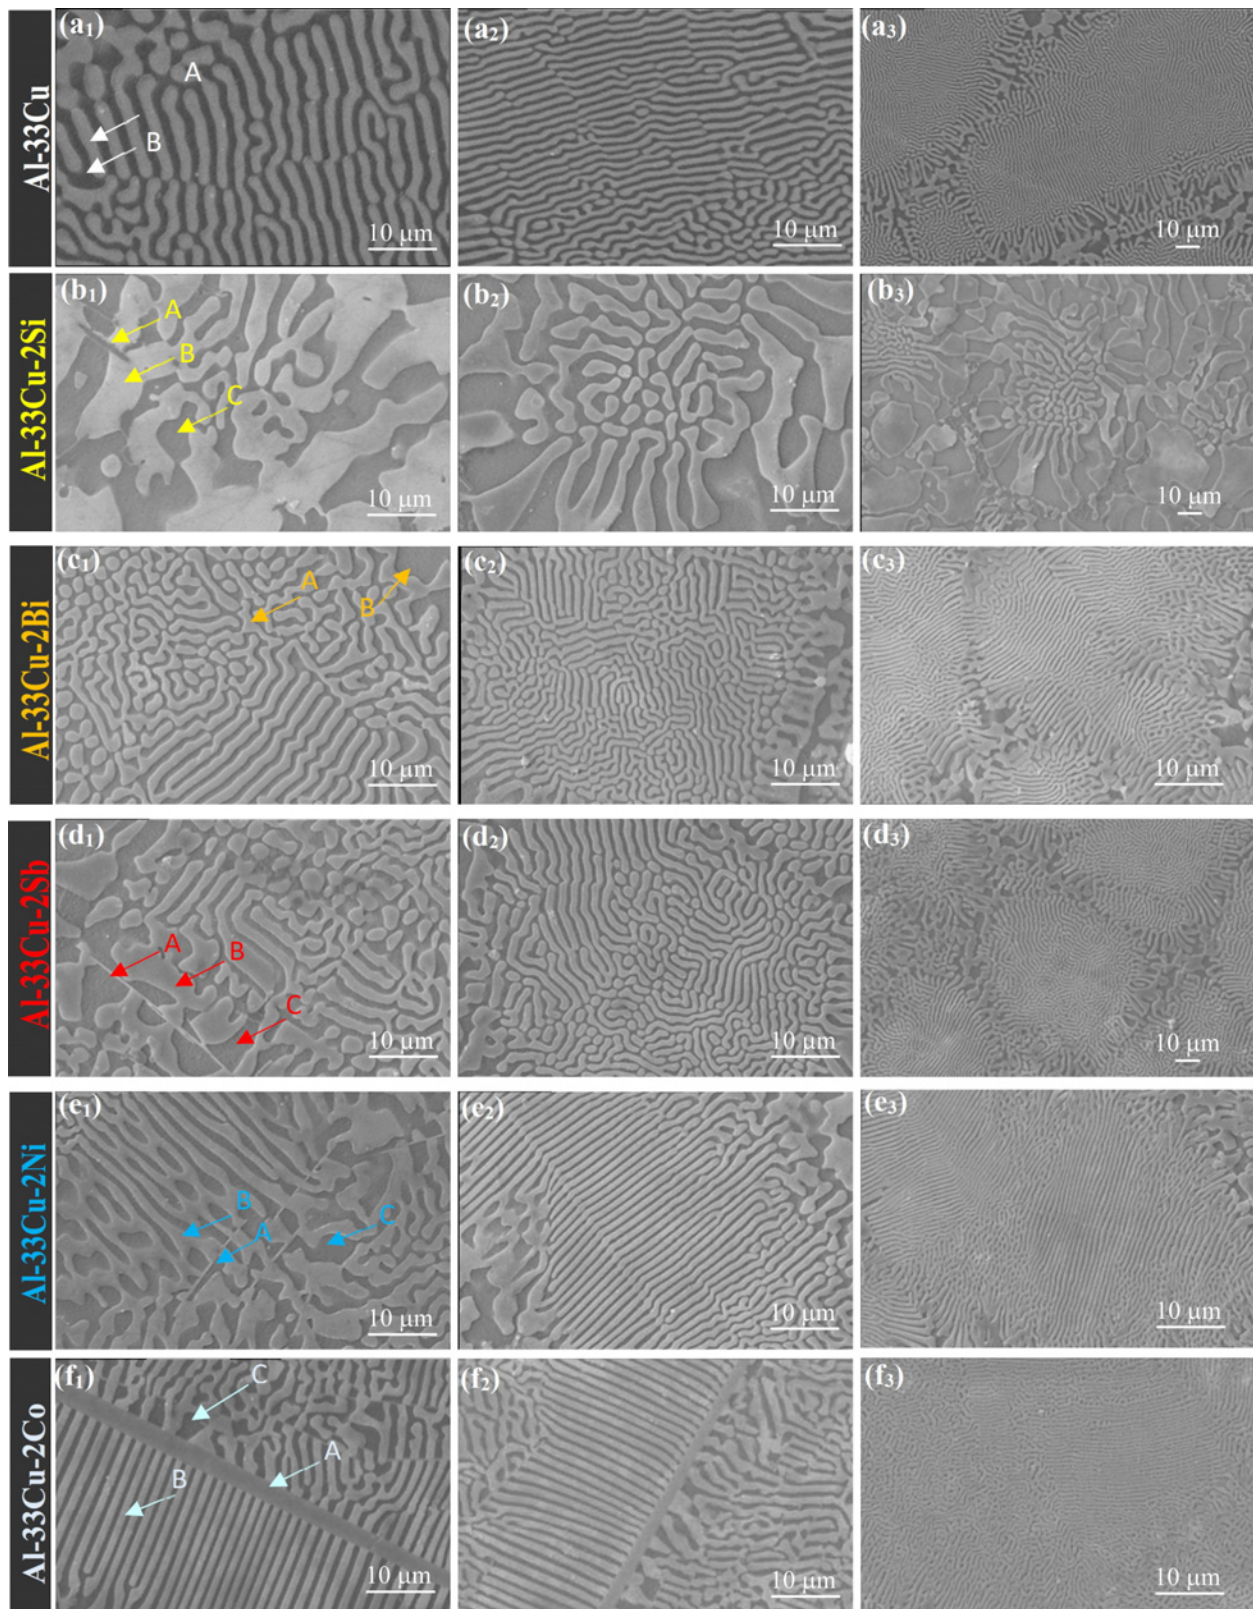 Al-33Cu
(a₁)
A
B
10 μm
(a₂)
10 μm
(a₃)
10 μm
Al-33Cu-2Si
(b₁)
A
B
C
10 μm
(b₂)
10 μm
(b₃)
10 μm
Al-33Cu-2Bi
(c₁)
A
B
10 μm
(c₂)
10 μm
(c₃)
10 μm
Al-33Cu-2Sb
(d₁)
A
B
C
10 μm
(d₂)
10 μm
(d₃)
10 μm
Al-33Cu-2Ni
(e₁)
B
A
C
10 μm
(e₂)
10 μm
(e₃)
10 μm
Al-33Cu-2Co
(f₁)
C
A
B
10 μm
(f₂)
10 μm
(f₃)
10 μm